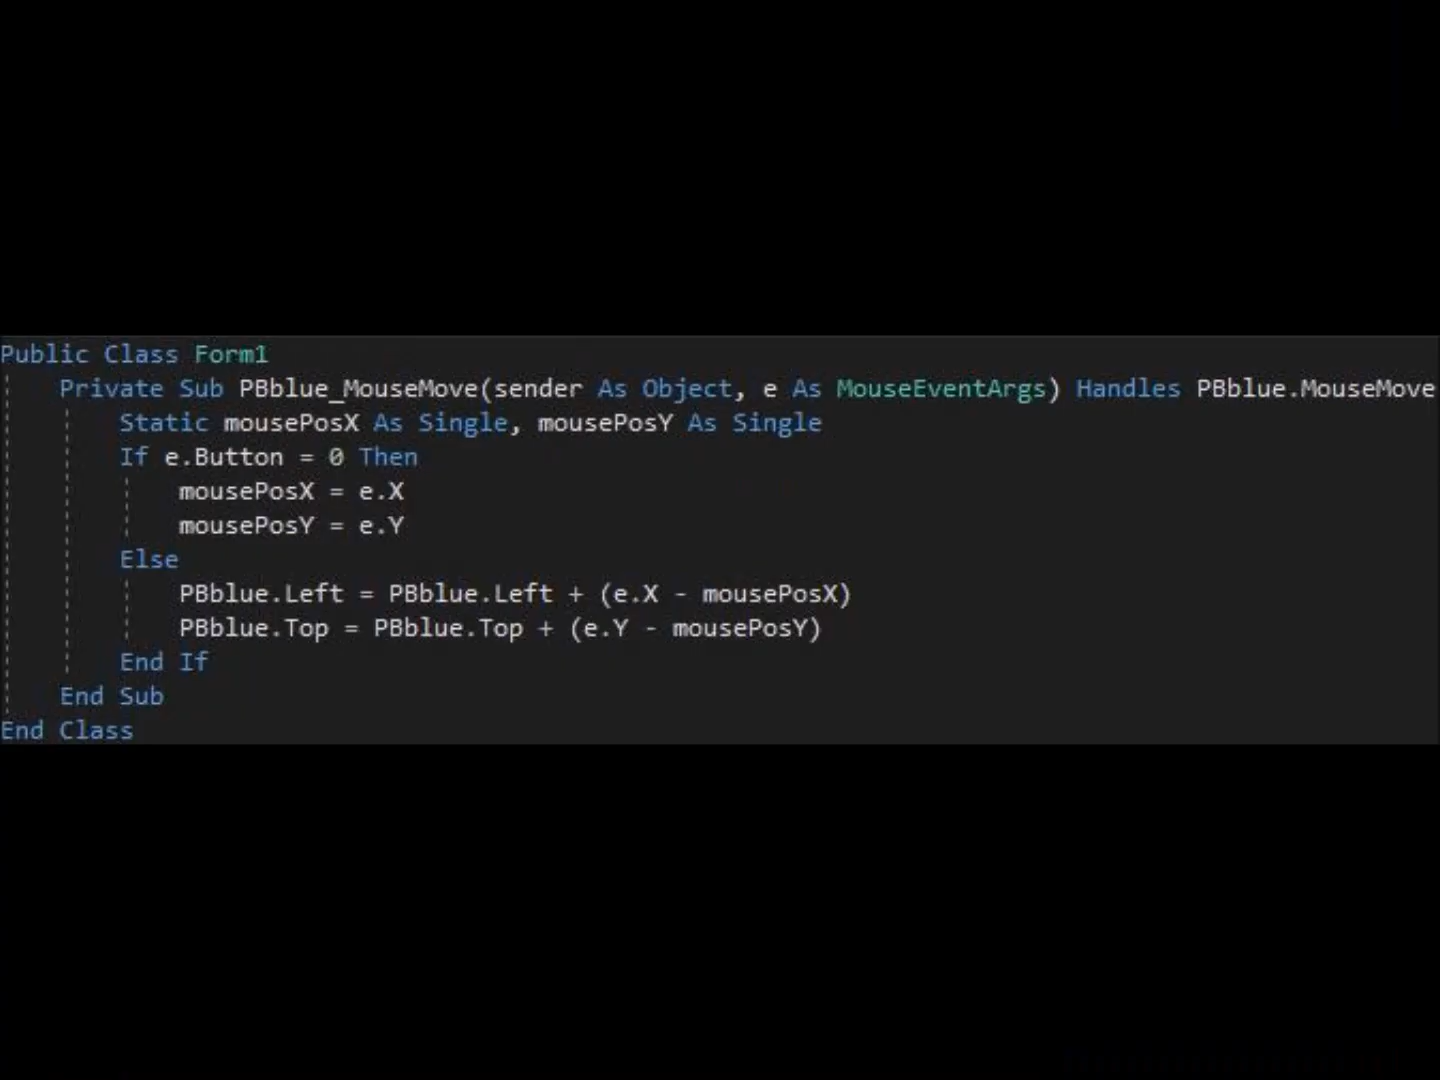 Public Class Form1
Private Sub PBblue_MouseMove(sender As Object, e As MouseEventArgs) Handles PBblue.MouseMove
Static mousePosX As Single, mousePosY As Single
If e.Button = 0 Then
mousePosX = e.X
mousePosY = e.Y
Else
PBblue.Left = PBblue.Left + (e.X - mousePosX)
PBblue.Top = PBblue.Top + (e.Y - mousePosY)
End If
End Sub
End Class